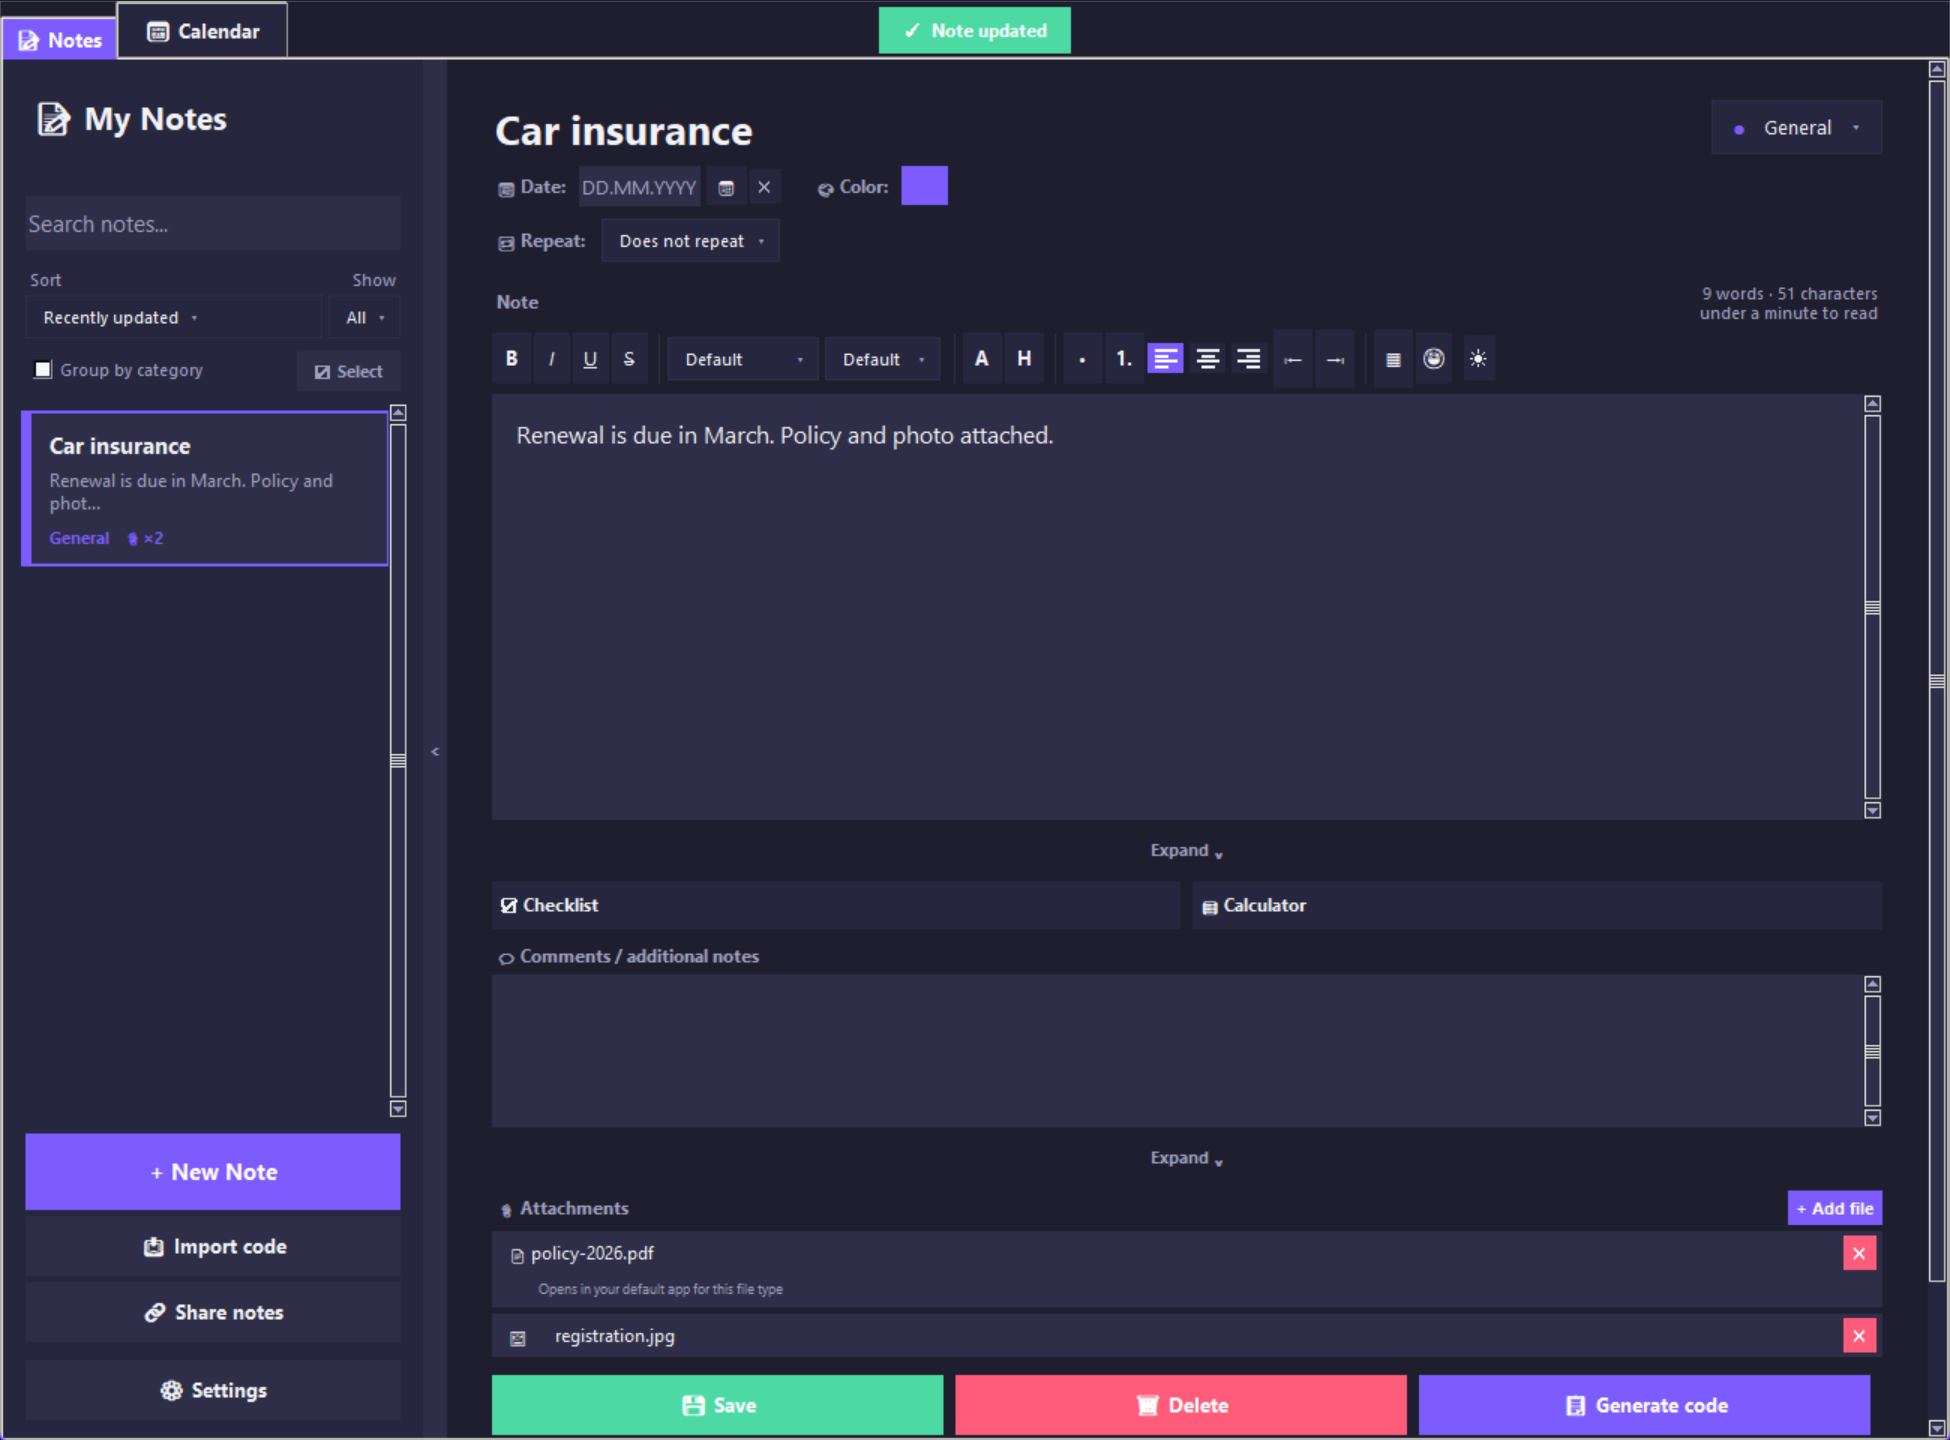 Notes
Calendar
✓ Note updated
My Notes
Search notes...
Sort
Show
Recently updated
All
Group by category
Select
Car insurance
Renewal is due in March. Policy and
phot...
General ×2
+ New Note
Import code
Share notes
Settings
<
Car insurance
General
Date: DD.MM.YYYY
Color:
Repeat: Does not repeat
Note
9 words · 51 characters
under a minute to read
B I U S Default Default A H • 1.
Renewal is due in March. Policy and photo attached.
Expand
Checklist
Calculator
Comments / additional notes
Expand
Attachments
+ Add file
policy-2026.pdf
Opens in your default app for this file type
registration.jpg
Save
Delete
Generate code